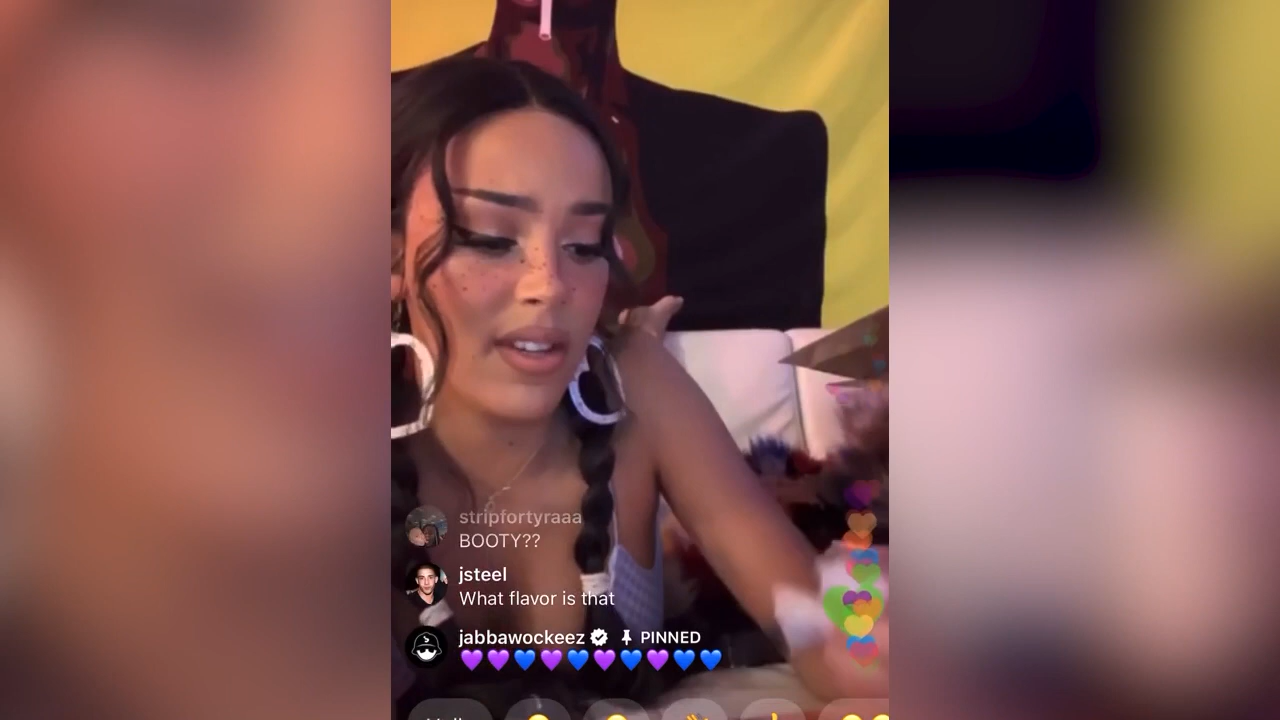 stripfortyraaa
BOOTY??
jsteel
What flavor is that
jabbawockeez PINNED
💜💜💙💜💙💜💙💜💙💙